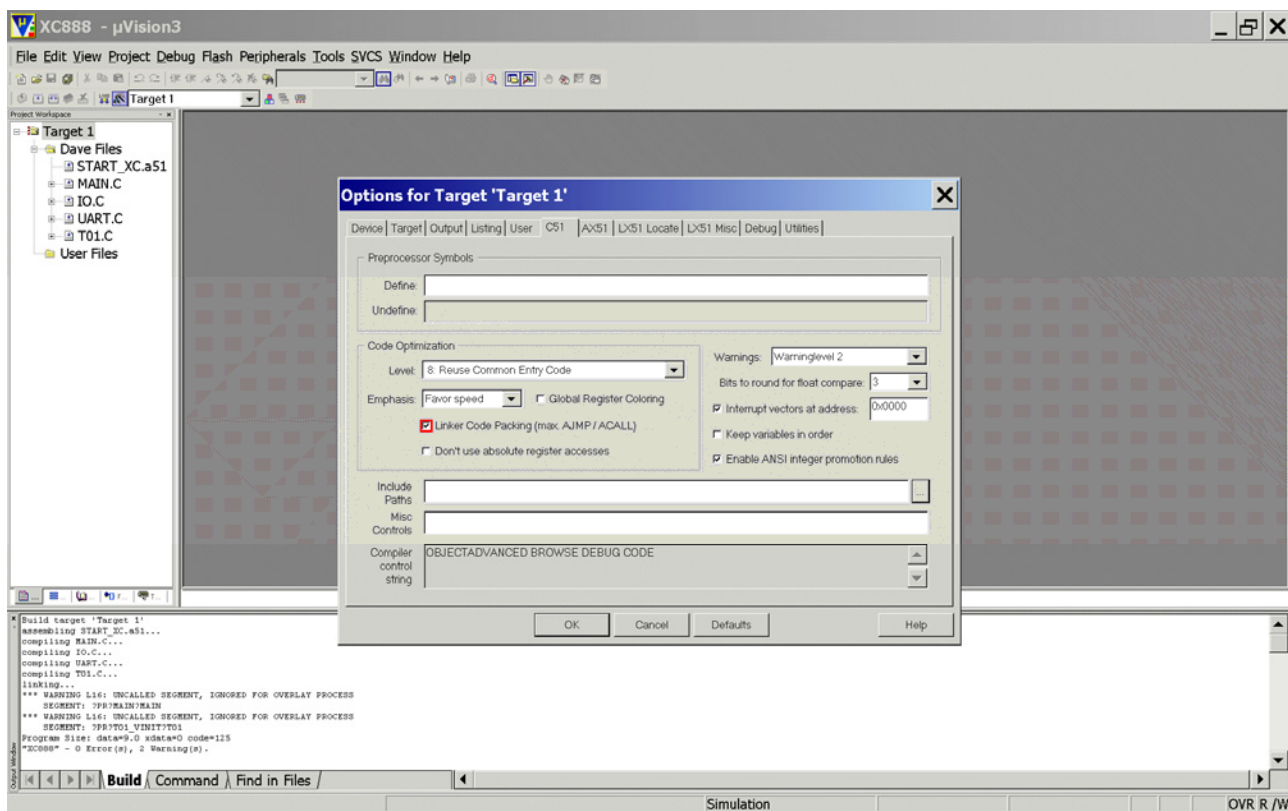 XC888 - µVision3
File Edit View Project Debug Flash Peripherals Tools SVCS Window Help
Target 1
Project Workspace
Target 1
Dave Files
START_XC.a51
MAIN.C
IO.C
UART.C
T01.C
User Files
Options for Target 'Target 1'
Device Target Output Listing User C51 AX51 LX51 Locate LX51 Misc Debug Utilities
Preprocessor Symbols
Define:
Undefine:
Code Optimization
Level: 8: Reuse Common Entry Code
Emphasis: Favor speed Global Register Coloring
Linker Code Packing (max. AJMP / ACALL)
Don't use absolute register accesses
Warnings: Warninglevel 2
Bits to round for float compare: 3
Interrupt vectors at address: 0x0000
Keep variables in order
Enable ANSI integer promotion rules
Include
Paths
Misc
Controls
Compiler
control
string
OBJECTADVANCED BROWSE DEBUG CODE
OK Cancel Defaults Help
Build target 'Target 1'
assembling START_XC.a51...
compiling MAIN.C...
compiling IO.C...
compiling UART.C...
compiling T01.C...
linking...
*** WARNING L16: UNCALLED SEGMENT, IGNORED FOR OVERLAY PROCESS
SEGMENT: ?PR?MAIN?MAIN
*** WARNING L16: UNCALLED SEGMENT, IGNORED FOR OVERLAY PROCESS
SEGMENT: ?PR?T01_VINIT?T01
Program Size: data=9.0 xdata=0 code=125
"XC888" - 0 Error(s), 2 Warning(s).
Output Window
Build Command Find in Files
Simulation
OVR R /W